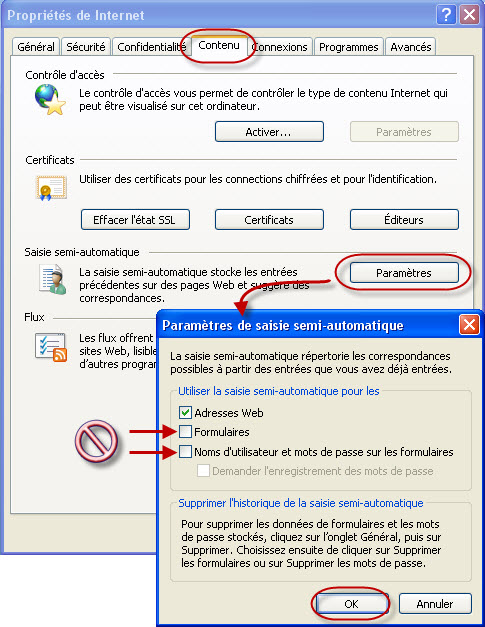 Propriétés de Internet
Général Sécurité Confidentialité Contenu Connexions Programmes Avancés
Contrôle d'accès
Le contrôle d'accès vous permet de contrôler le type de contenu Internet qui
peut être visualisé sur cet ordinateur.
Activer... Paramètres
Certificats
Utiliser des certificats pour les connections chiffrées et pour l'identification.
Effacer l'état SSL Certificats Éditeurs
Saisie semi-automatique
La saisie semi-automatique stocke les entrées
précédentes sur des pages Web et suggère des
correspondances.
Paramètres
Flux
Les flux offrent
sites Web, lisible
d'autres progra
Paramètres de saisie semi-automatique
La saisie semi-automatique répertorie les correspondances
possibles à partir des entrées que vous avez déjà entrées.
Utiliser la saisie semi-automatique pour les
Adresses Web
Formulaires
Noms d'utilisateur et mots de passe sur les formulaires
Demander l'enregistrement des mots de passe
Supprimer l'historique de la saisie semi-automatique
Pour supprimer les données de formulaires et les mots
de passe stockés, cliquez sur l'onglet Général, puis sur
Supprimer. Choisissez ensuite de cliquer sur Supprimer
les formulaires ou sur Supprimer les mots de passe.
OK Annuler